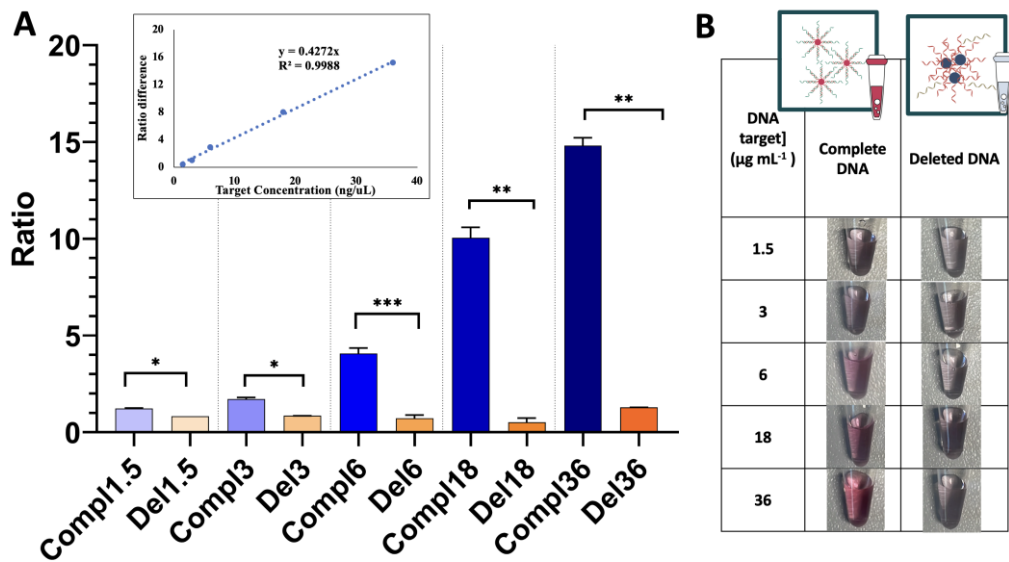 A
20
15
10
5
0
Ratio
20
16
12
8
4
0
0
10
20
30
40
Ratio difference
Target Concentration (ng/uL)
y = 0.4272x
R² = 0.9988
*
*
***
**
**
Compl1.5
Del1.5
Compl3
Del3
Compl6
Del6
Compl18
Del18
Compl36
Del36
B
DNA
target]
(µg mL⁻¹ )
Complete
DNA
Deleted DNA
1.5
3
6
18
36